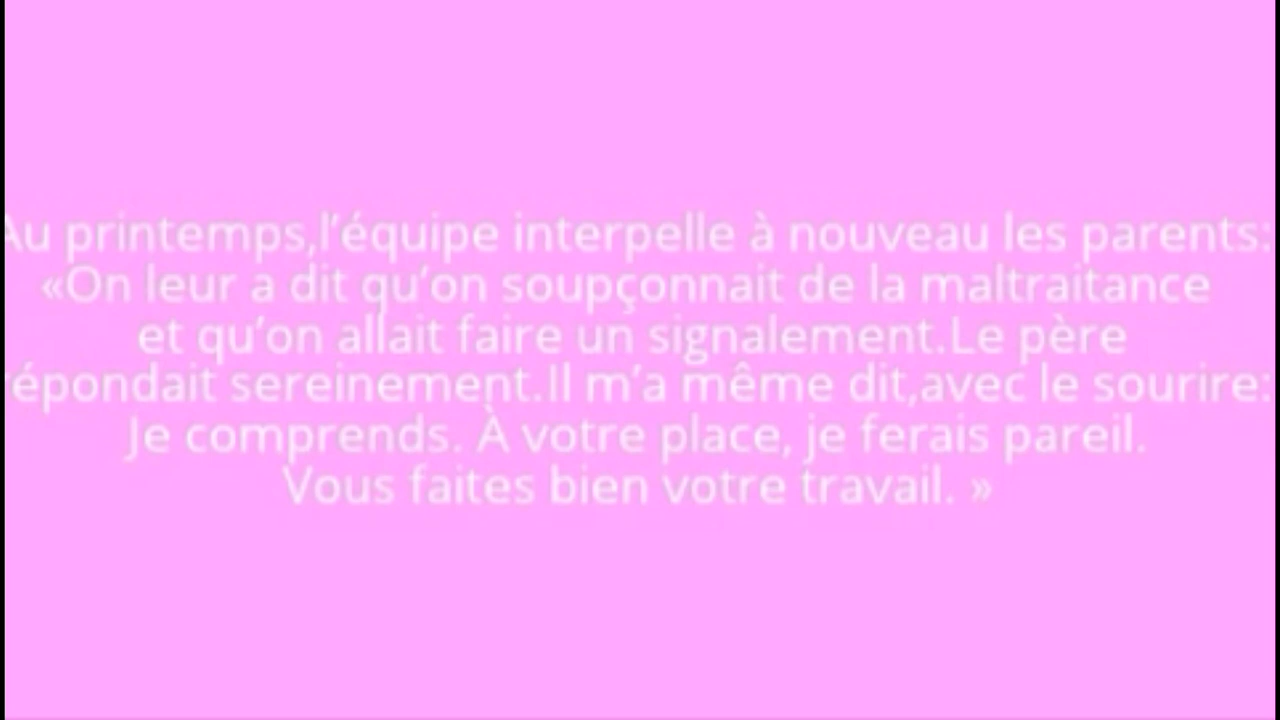 Au printemps,l’équipe interpelle à nouveau les parents:
«On leur a dit qu’on soupçonnait de la maltraitance
et qu’on allait faire un signalement.Le père
répondait sereinement.Il m’a même dit,avec le sourire:
Je comprends. À votre place, je ferais pareil.
Vous faites bien votre travail. »